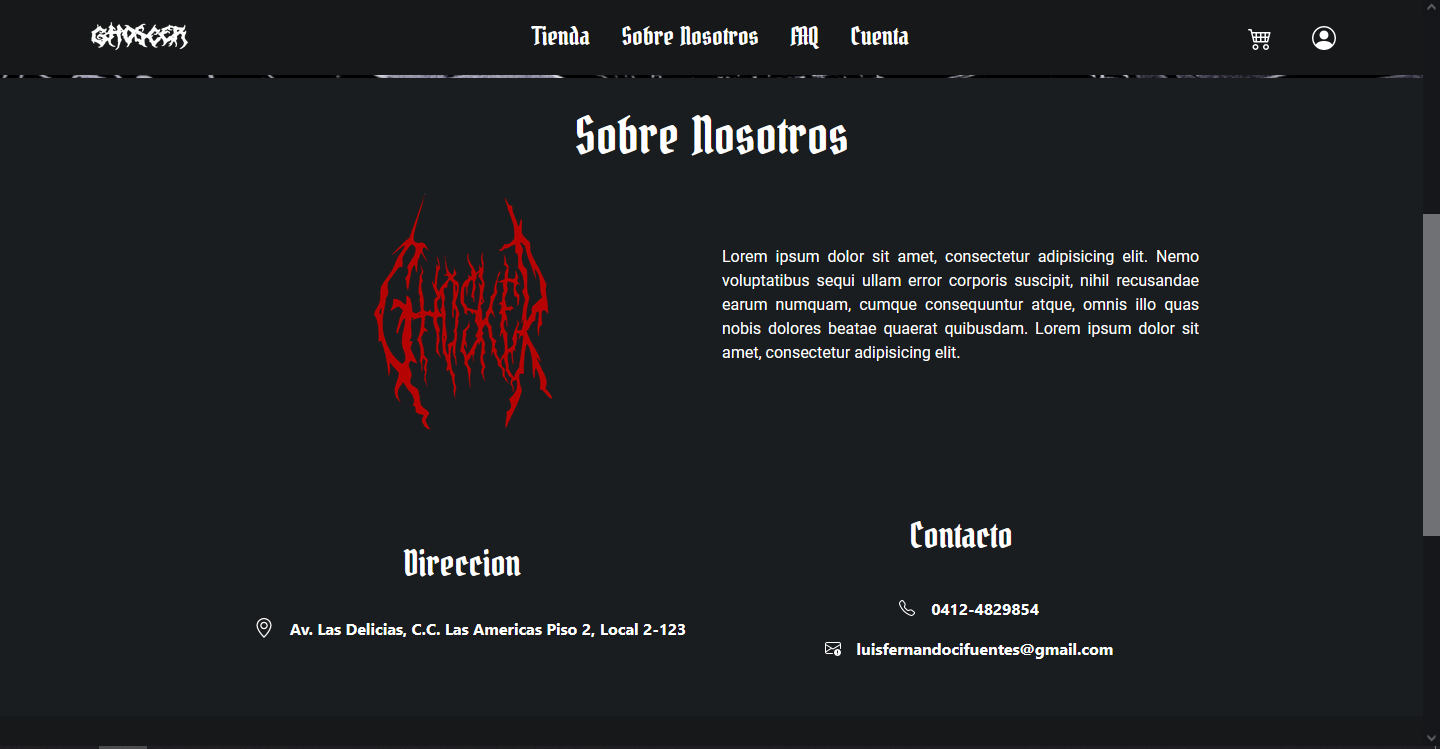 Tienda Sobre Nosotros FAQ Cuenta
Sobre Nosotros
Lorem ipsum dolor sit amet, consectetur adipisicing elit. Nemo
voluptatibus sequi ullam error corporis suscipit, nihil recusandae
earum numquam, cumque consequuntur atque, omnis illo quas
nobis dolores beatae quaerat quibusdam. Lorem ipsum dolor sit
amet, consectetur adipisicing elit.
Direccion
Av. Las Delicias, C.C. Las Americas Piso 2, Local 2-123
Contacto
0412-4829854
luisfernandocifuentes@gmail.com